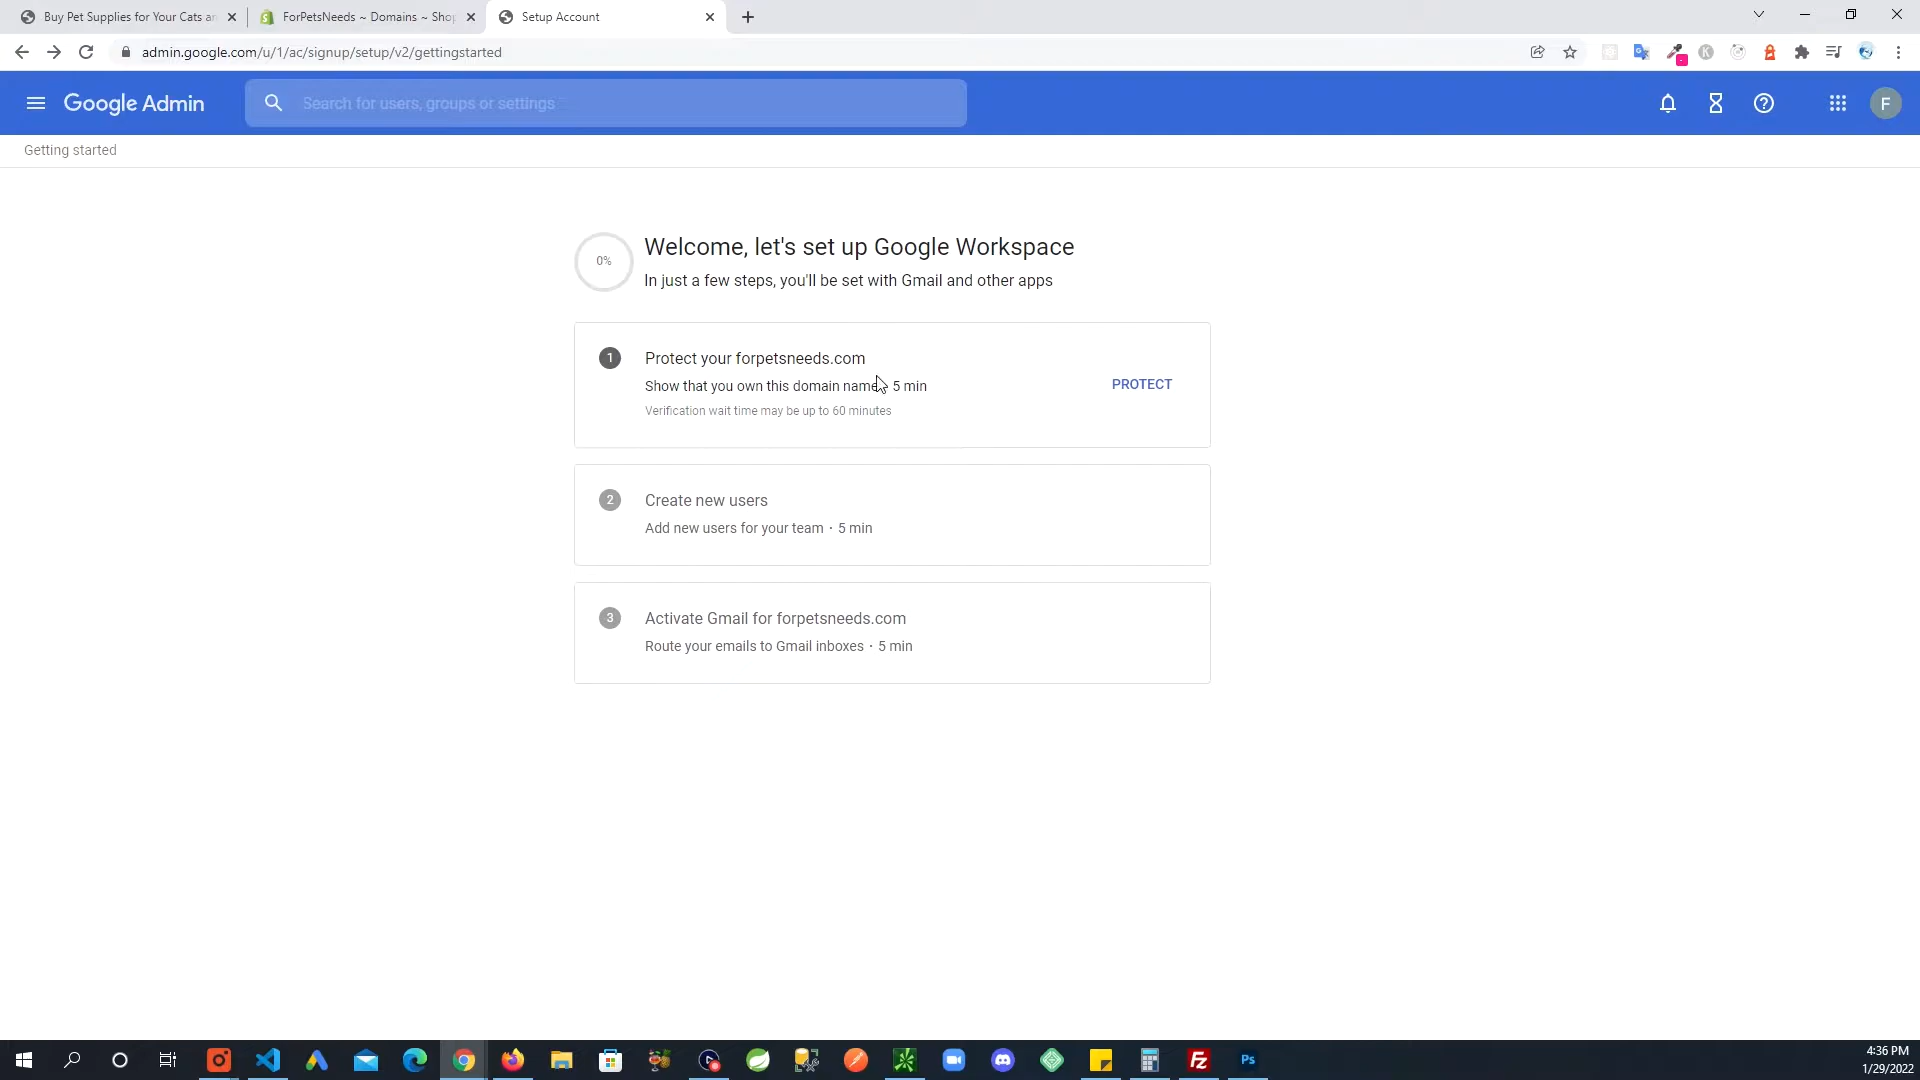 Buy Pet Supplies for Your Cats an
ForPetsNeeds ~ Domains ~ Shop
Setup Account
admin.google.com/u/1/ac/signup/setup/v2/gettingstarted
Google Admin
Search for users, groups or settings
F
Getting started
0%
Welcome, let's set up Google Workspace
In just a few steps, you'll be set with Gmail and other apps
1
Protect your forpetsneeds.com
Show that you own this domain name · 5 min
PROTECT
Verification wait time may be up to 60 minutes
2
Create new users
Add new users for your team · 5 min
3
Activate Gmail for forpetsneeds.com
Route your emails to Gmail inboxes · 5 min
Fz
Ps
4:36 PM
1/29/2022